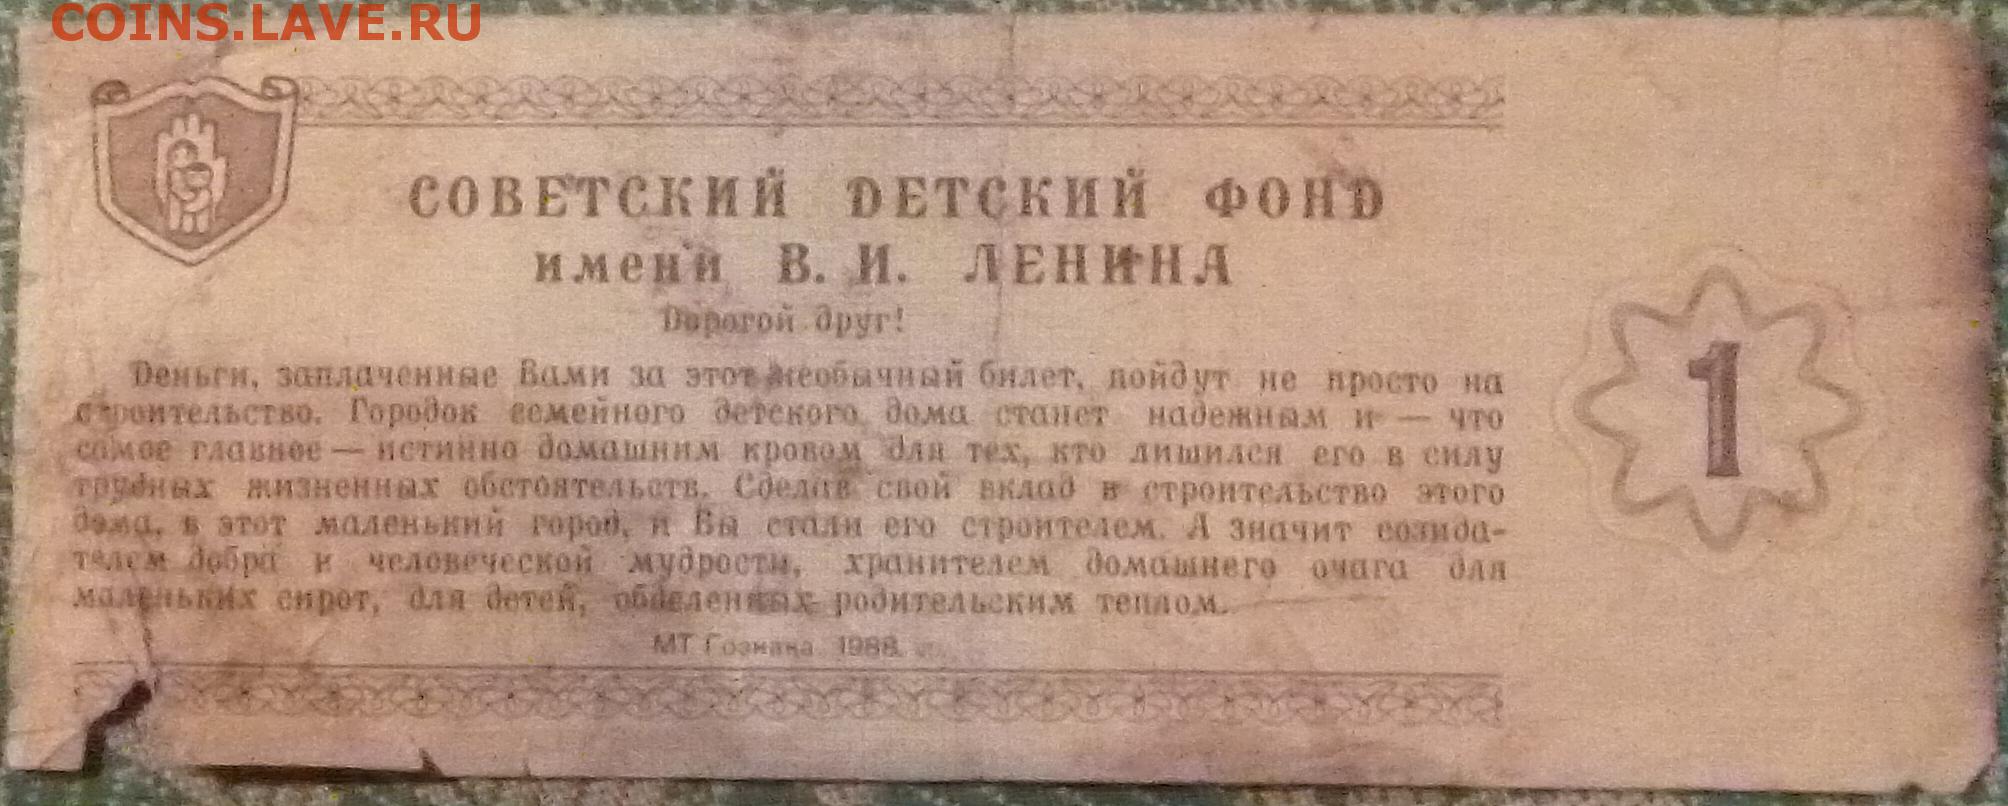 COINS.LAVE.RU
СОВЕТСКИЙ ДЕТСКИЙ ФОНД
имени В. И. ЛЕНИНА
Дорогой друг!
Деньги, заплаченные Вами за этот необычный билет, пойдут не просто на
строительство. Городок семейного детского дома станет надежным и — что
самое главное — истинно домашним кровом для тех, кто лишился его в силу
трудных жизненных обстоятельств. Сделав свой вклад в строительство этого
дома, в этот маленький город, и Вы стали его строителем. А значит созида-
телем добра и человеческой мудрости, хранителем домашнего очага для
маленьких сирот, для детей, обделенных родительским теплом.
МТ Гознака. 1988.
1